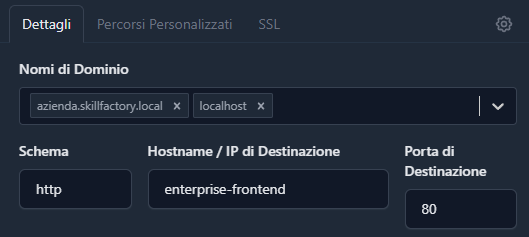 Dettagli Percorsi Personalizzati SSL
Nomi di Dominio
azienda.skillfactory.local × localhost ×
Schema Hostname / IP di Destinazione Porta di Destinazione
http enterprise-frontend 80